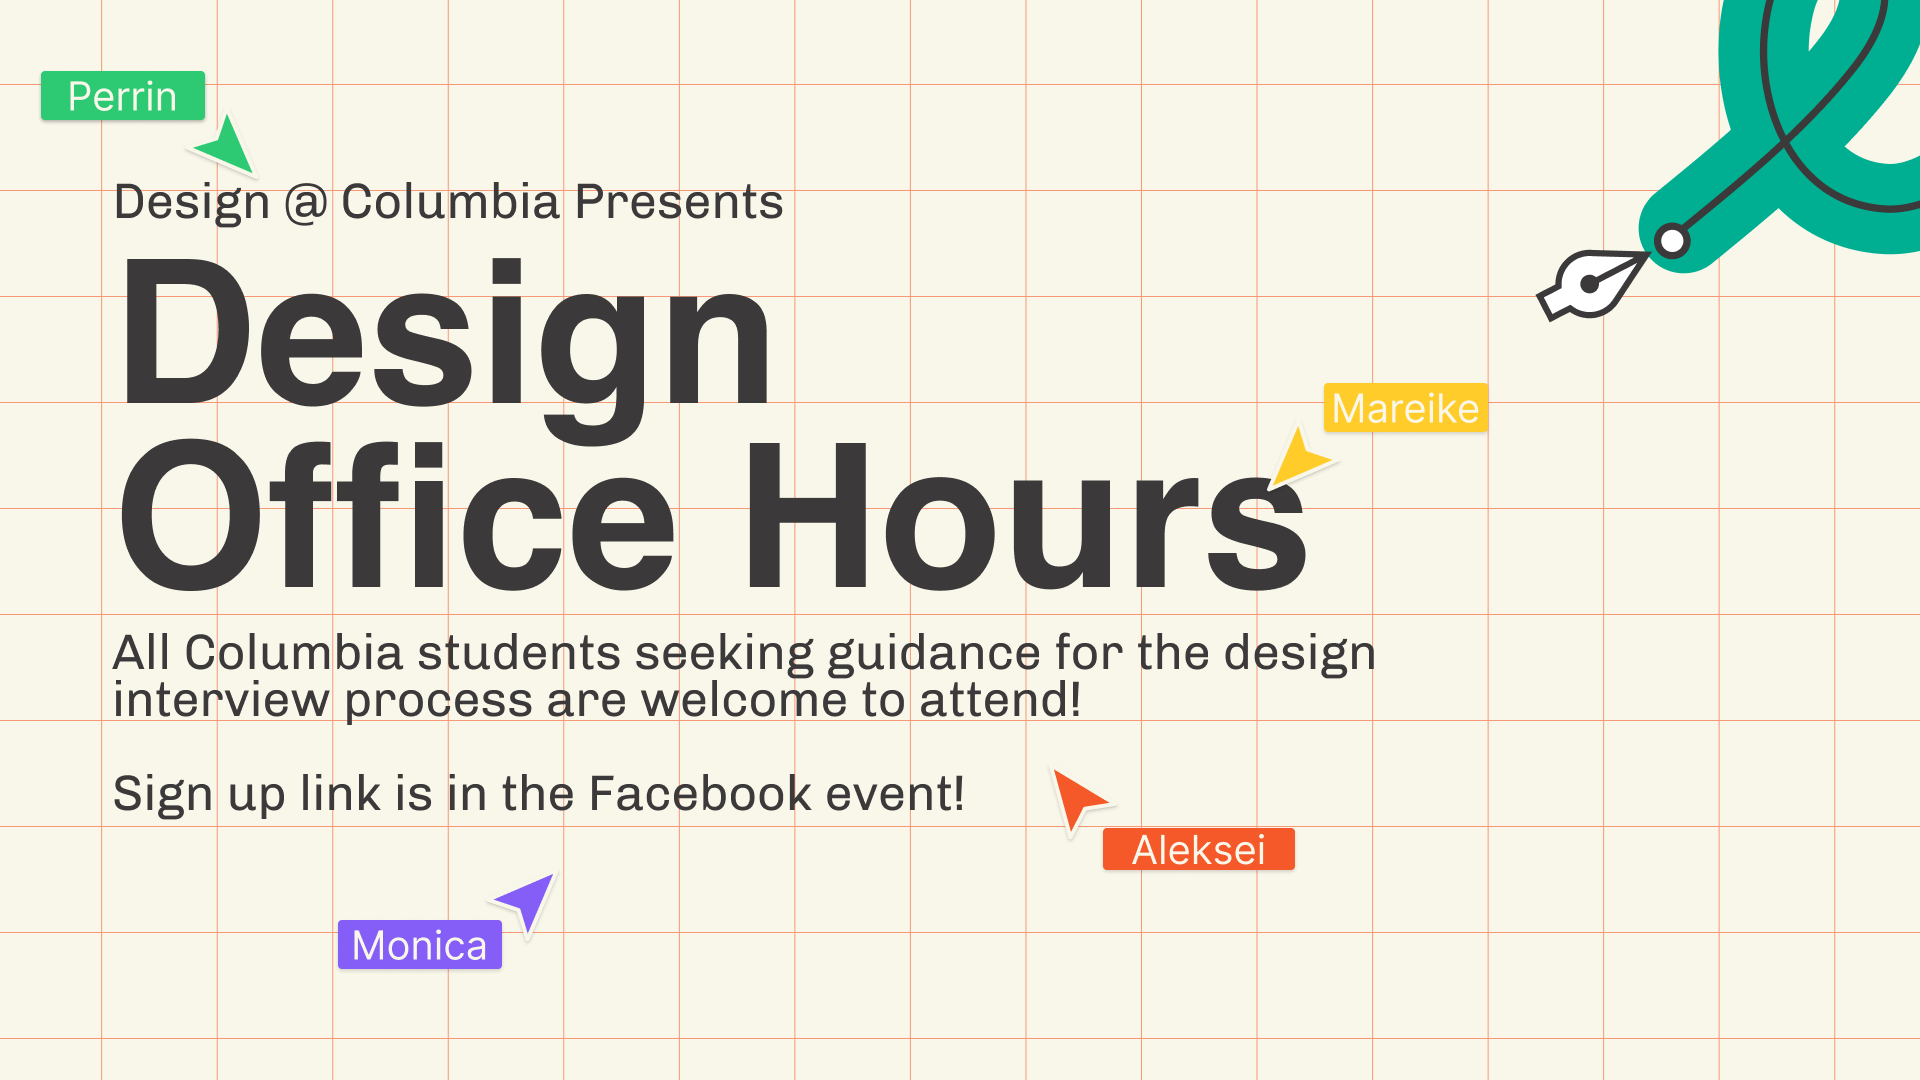 Perrin
Design @ Columbia Presents
Design
Office Hours
Mareike
All Columbia students seeking guidance for the design
interview process are welcome to attend!
Sign up link is in the Facebook event!
Aleksei
Monica